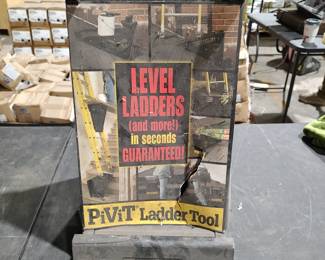 LEVEL
LADDERS
(and more!)
in seconds
GUARANTEED!
PiViT Ladder Tool